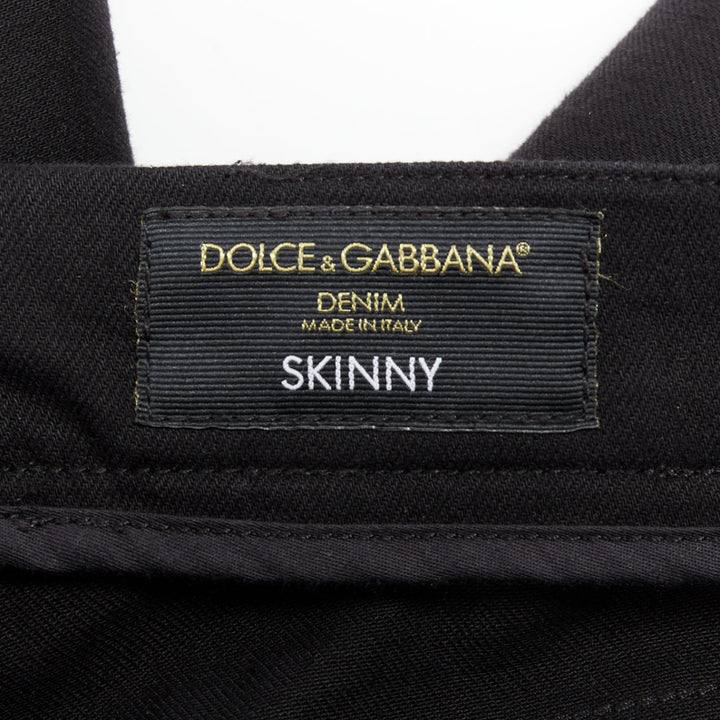 DOLCE & GABBANA®
DENIM
MADE IN ITALY
SKINNY